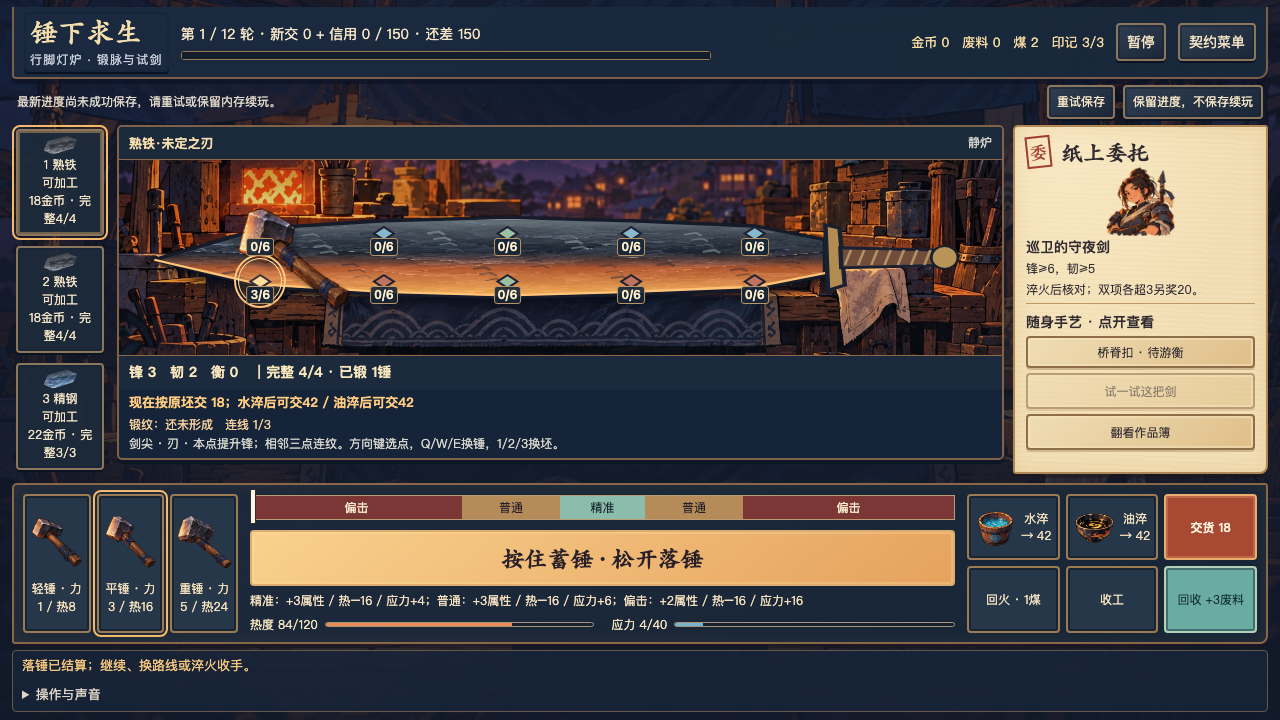 锤下求生
行脚灯炉 · 锻脉与试剑
第 1 / 12 轮 · 新交 0 + 信用 0 / 150 · 还差 150
金币 0 废料 0 煤 2 印记 3/3
暂停
契约菜单
最新进度尚未成功保存，请重试或保留内存续玩。
重试保存
保留进度，不保存续玩
1 熟铁
可加工
18金币 · 完
整4/4
2 熟铁
可加工
18金币 · 完
整4/4
3 精钢
可加工
22金币 · 完
整3/3
熟铁·未定之刃
静炉
0/6 0/6 0/6 0/6 0/6
3/6 0/6 0/6 0/6 0/6
锋 3 韧 2 衡 0 | 完整 4/4 · 已锻 1锤
现在按原坯交 18；水淬后可交42 / 油淬后可交42
锻纹：还未形成 连线 1/3
剑尖 · 刃 · 本点提升锋；相邻三点连纹。方向键选点，Q/W/E换锤，1/2/3换坯。
委 纸上委托
巡卫的守夜剑
锋≥6，韧≥5
淬火后核对；双项各超3另奖20。
随身手艺 · 点开查看
桥脊扣 · 待游衡
试一试这把剑
翻看作品簿
轻锤 · 力
1 / 热8
平锤 · 力
3 / 热16
重锤 · 力
5 / 热24
偏击 普通 精准 普通 偏击
按住蓄锤 · 松开落锤
精准：+3属性 / 热−16 / 应力+4；普通：+3属性 / 热−16 / 应力+6；偏击：+2属性 / 热−16 / 应力+16
热度 84/120 应力 4/40
水淬
→ 42
油淬
→ 42
交货 18
回火 · 1煤
收工
回收 +3废料
落锤已结算；继续、换路线或淬火收手。
▶ 操作与声音